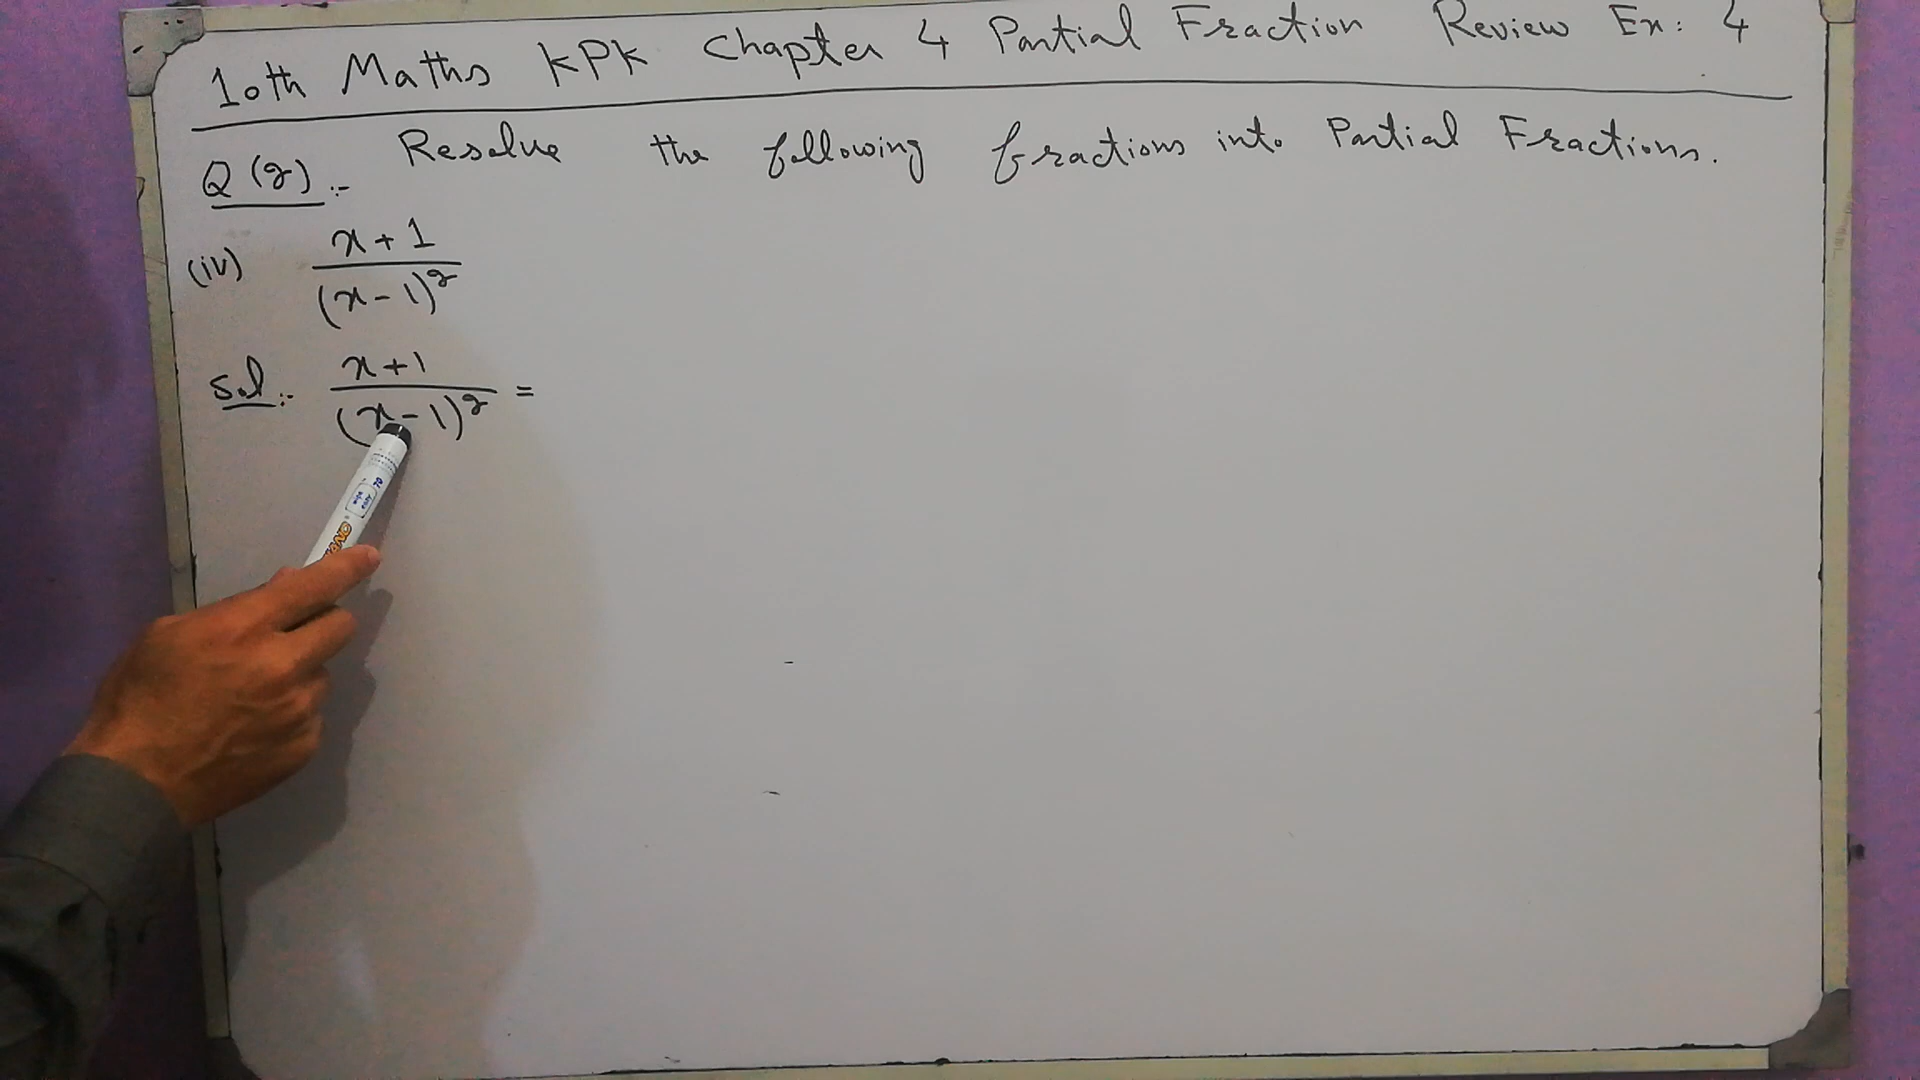 10th Maths KPK Chapter 4 Partial Fraction Review Ex: 4
Q(2):- Resolve the following fractions into Partial Fractions.
(iv) (x+1)/(x-1)²
Sol:- (x+1)/(x-1)² =